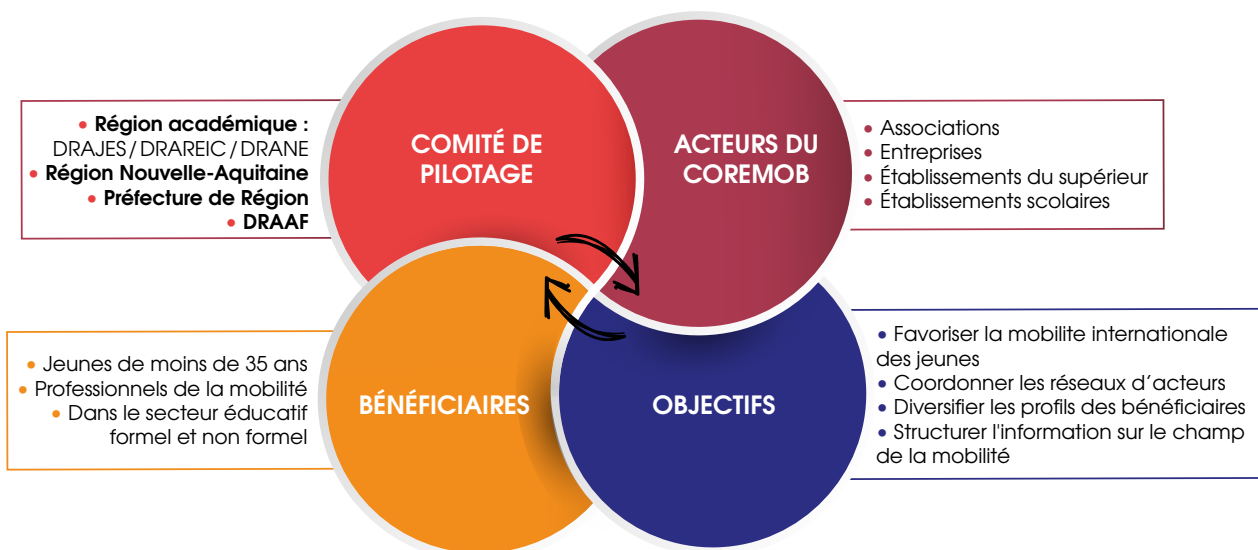 COMITÉ DE
PILOTAGE
• Région académique :
DRAJES / DRAREIC / DRANE
• Région Nouvelle-Aquitaine
• Préfecture de Région
• DRAAF
ACTEURS DU
COREMOB
• Associations
• Entreprises
• Établissements du supérieur
• Établissements scolaires
BÉNÉFICIAIRES
• Jeunes de moins de 35 ans
• Professionnels de la mobilité
• Dans le secteur éducatif
formel et non formel
OBJECTIFS
• Favoriser la mobilite internationale
des jeunes
• Coordonner les réseaux d'acteurs
• Diversifier les profils des bénéficiaires
• Structurer l'information sur le champ
de la mobilité